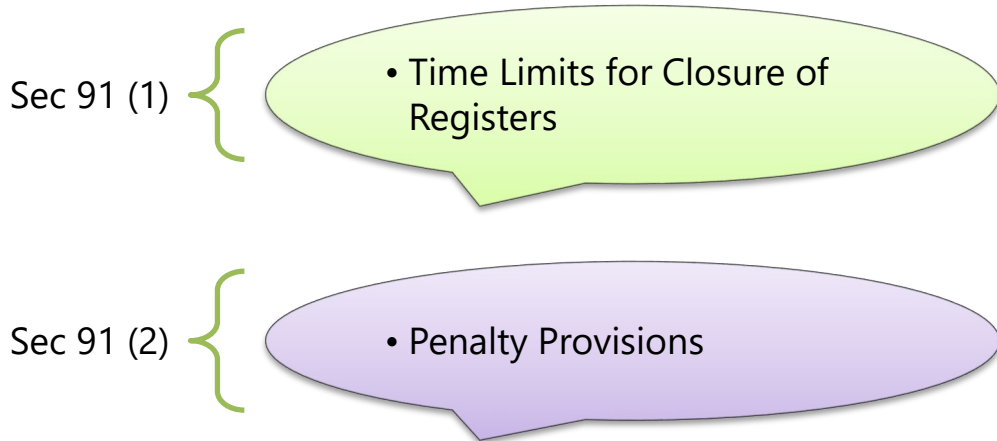 Sec 91 (1)
• Time Limits for Closure of
Registers
Sec 91 (2)
• Penalty Provisions